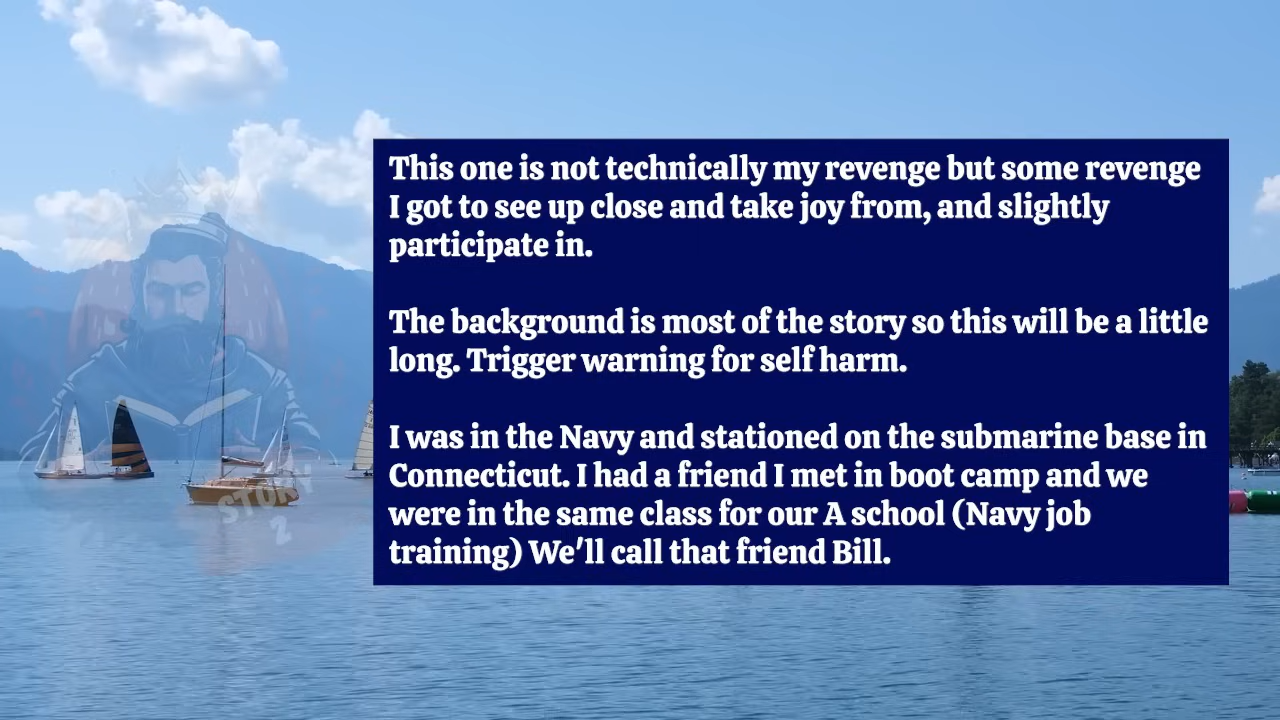 This one is not technically my revenge but some revenge
I got to see up close and take joy from, and slightly
participate in.
The background is most of the story so this will be a little
long. Trigger warning for self harm.
I was in the Navy and stationed on the submarine base in
Connecticut. I had a friend I met in boot camp and we
were in the same class for our A school (Navy job
training) We'll call that friend Bill.
STORY
2